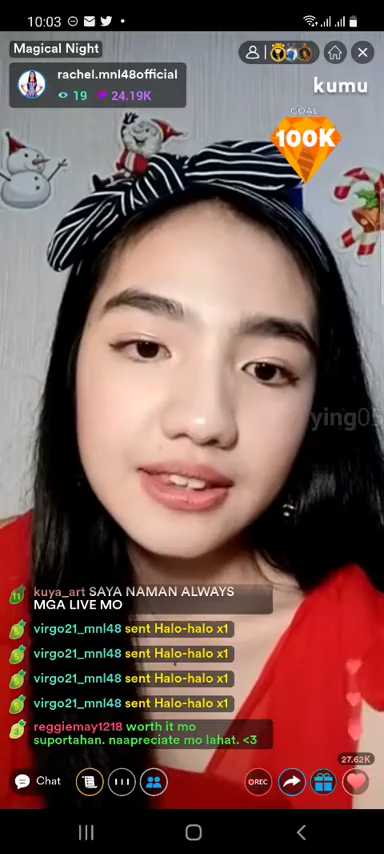 10:03
Magical Night
rachel.mnl48official
19 24.19K
kumu
GOAL
100K
kuya_art SAYA NAMAN ALWAYS
MGA LIVE MO
virgo21_mnl48 sent Halo-halo x1
virgo21_mnl48 sent Halo-halo x1
virgo21_mnl48 sent Halo-halo x1
virgo21_mnl48 sent Halo-halo x1
3 reggiemay1218 worth it mo
suportahan. naapreciate mo lahat. <3
27.62K
Chat
REC